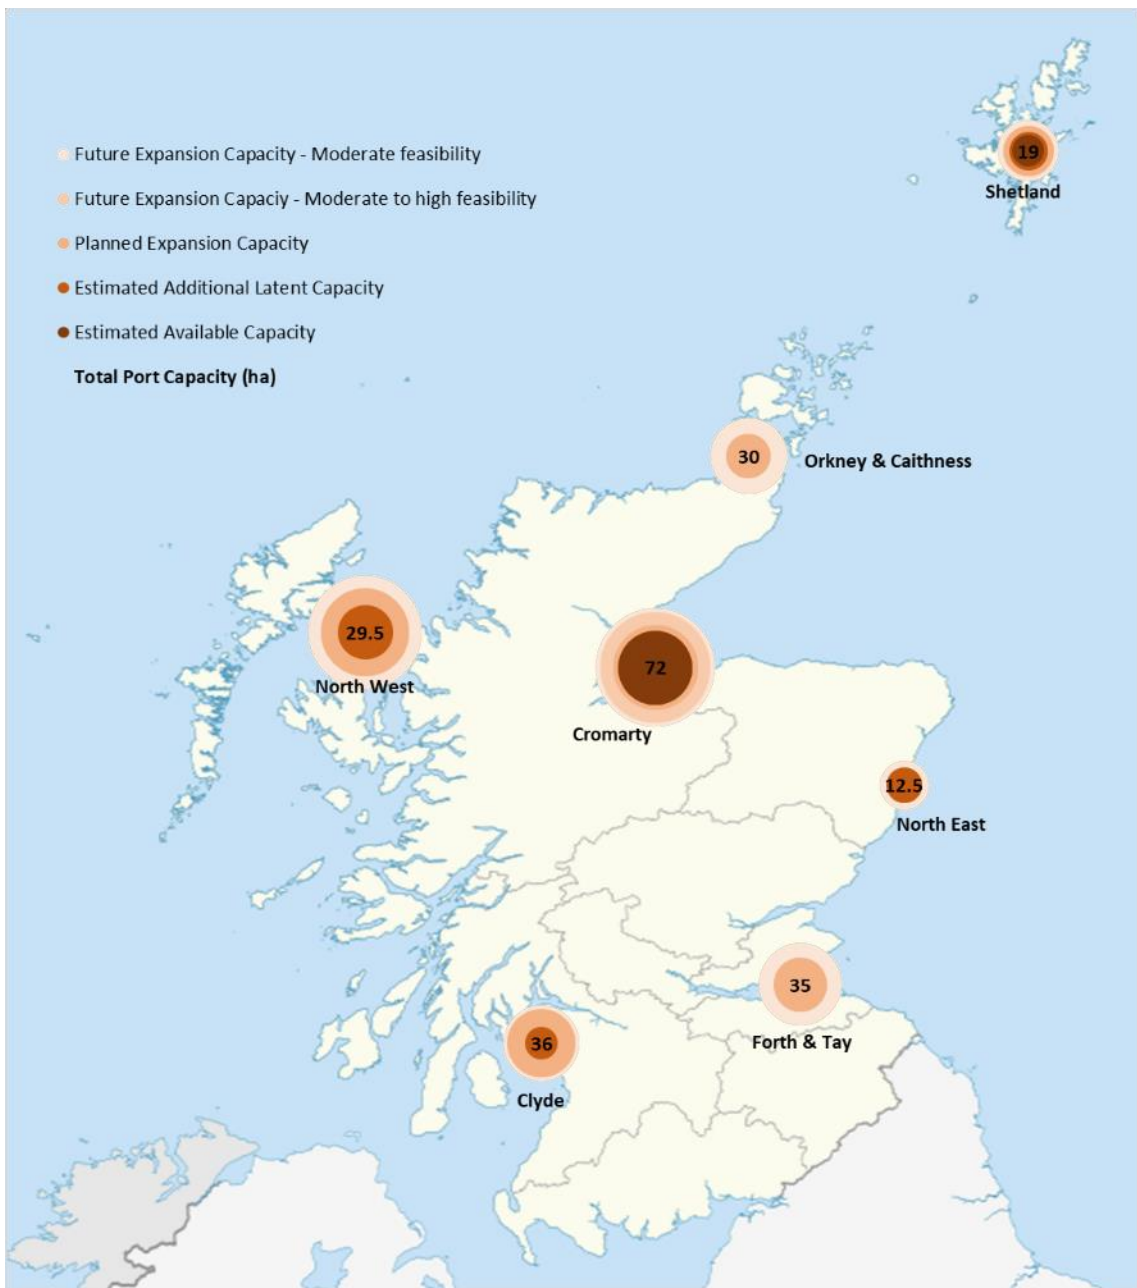 Future Expansion Capacity - Moderate feasibility
Future Expansion Capaciy - Moderate to high feasibility
Planned Expansion Capacity
Estimated Additional Latent Capacity
Estimated Available Capacity
Total Port Capacity (ha)
19
Shetland
30
Orkney & Caithness
29.5
North West
72
Cromarty
12.5
North East
35
Forth & Tay
36
Clyde